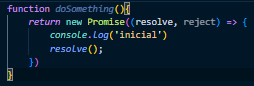 function doSomething(){
    return new Promise((resolve, reject) => {
        console.log('inicial')
        resolve();
    })
}